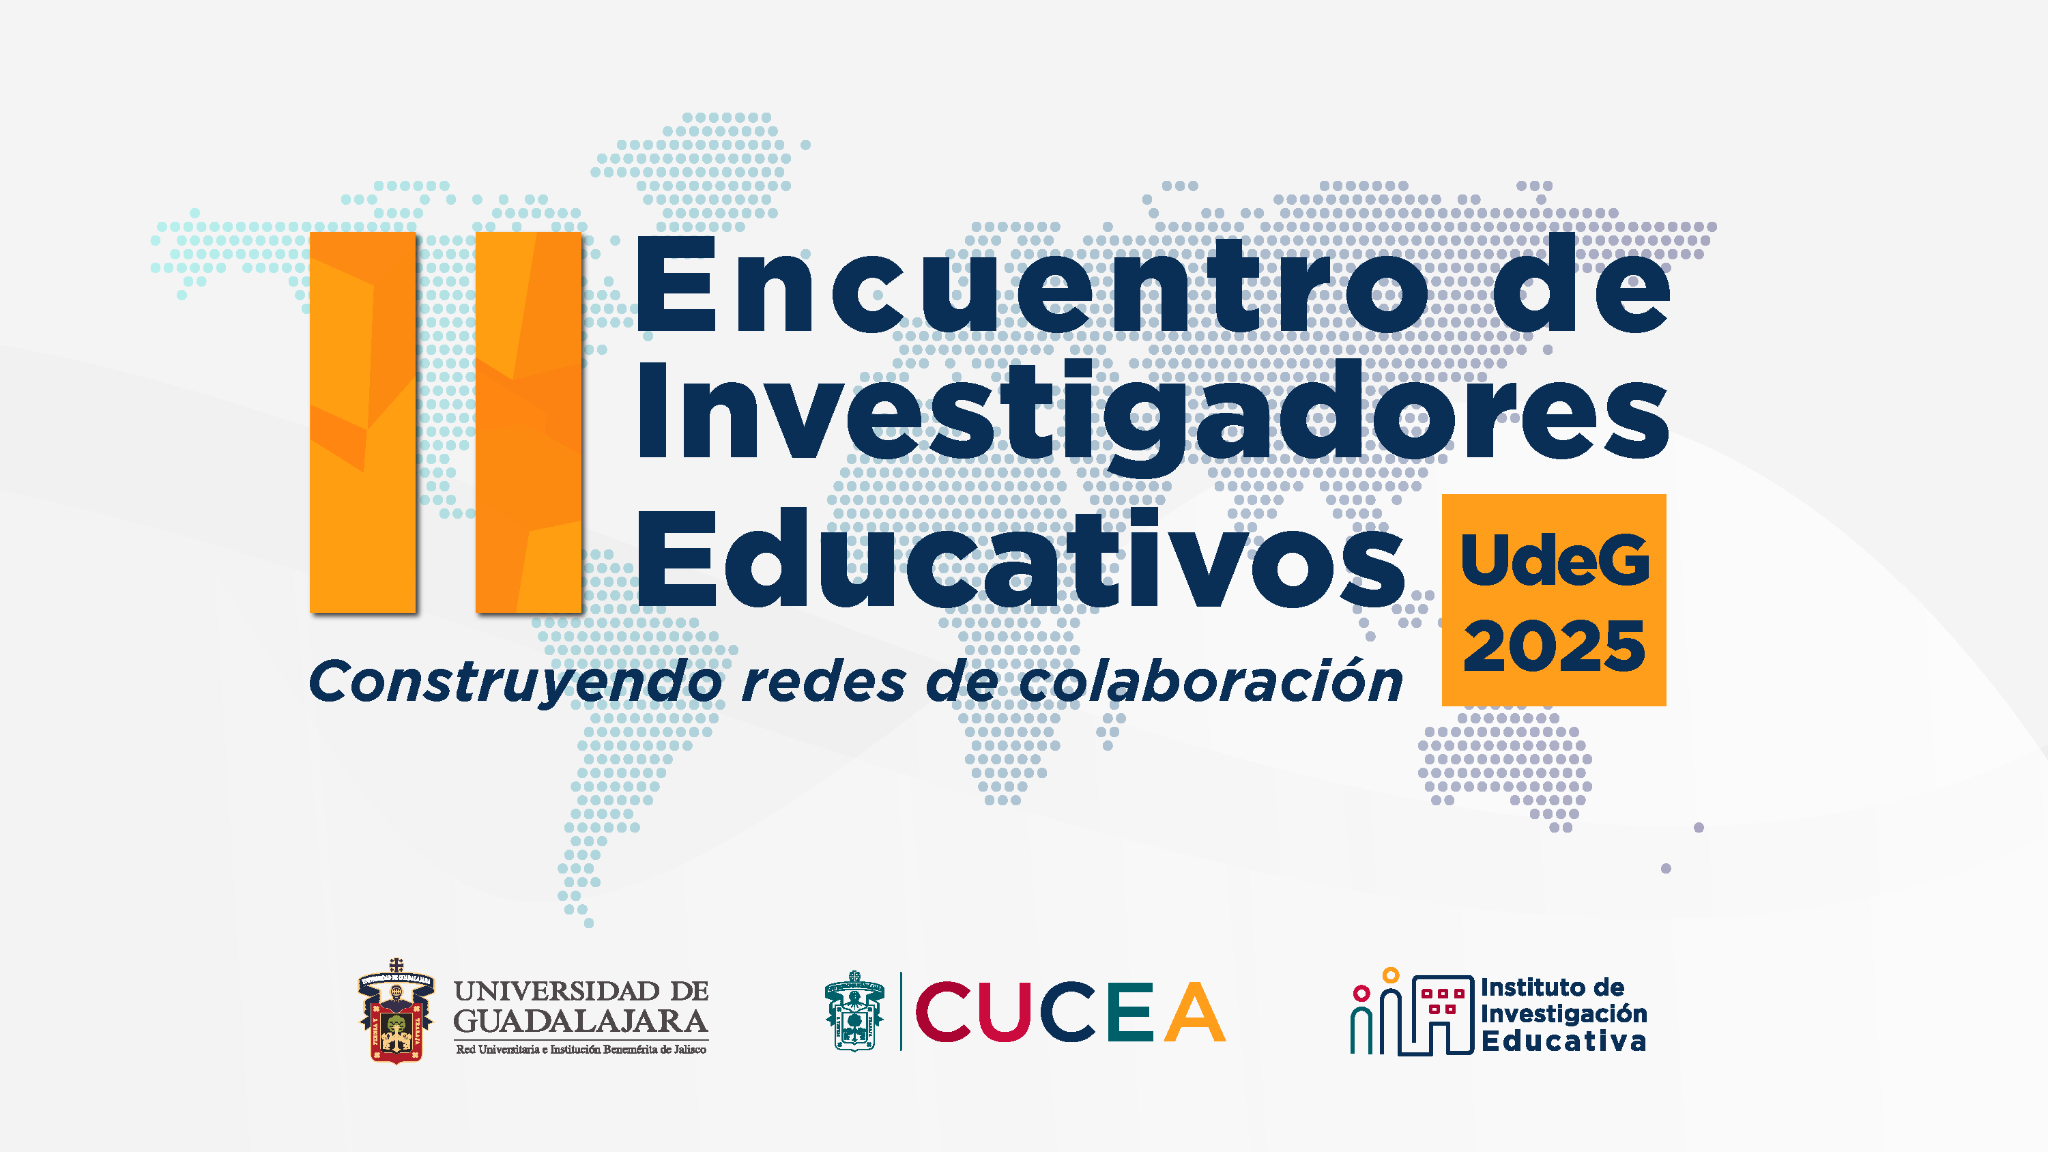 II
Encuentro de
Investigadores
Educativos
UdeG
2025
Construyendo redes de colaboración
UNIVERSIDAD DE
GUADALAJARA
Red Universitaria e Institución Benemérita de Jalisco
CUCEA
Instituto de
Investigación
Educativa